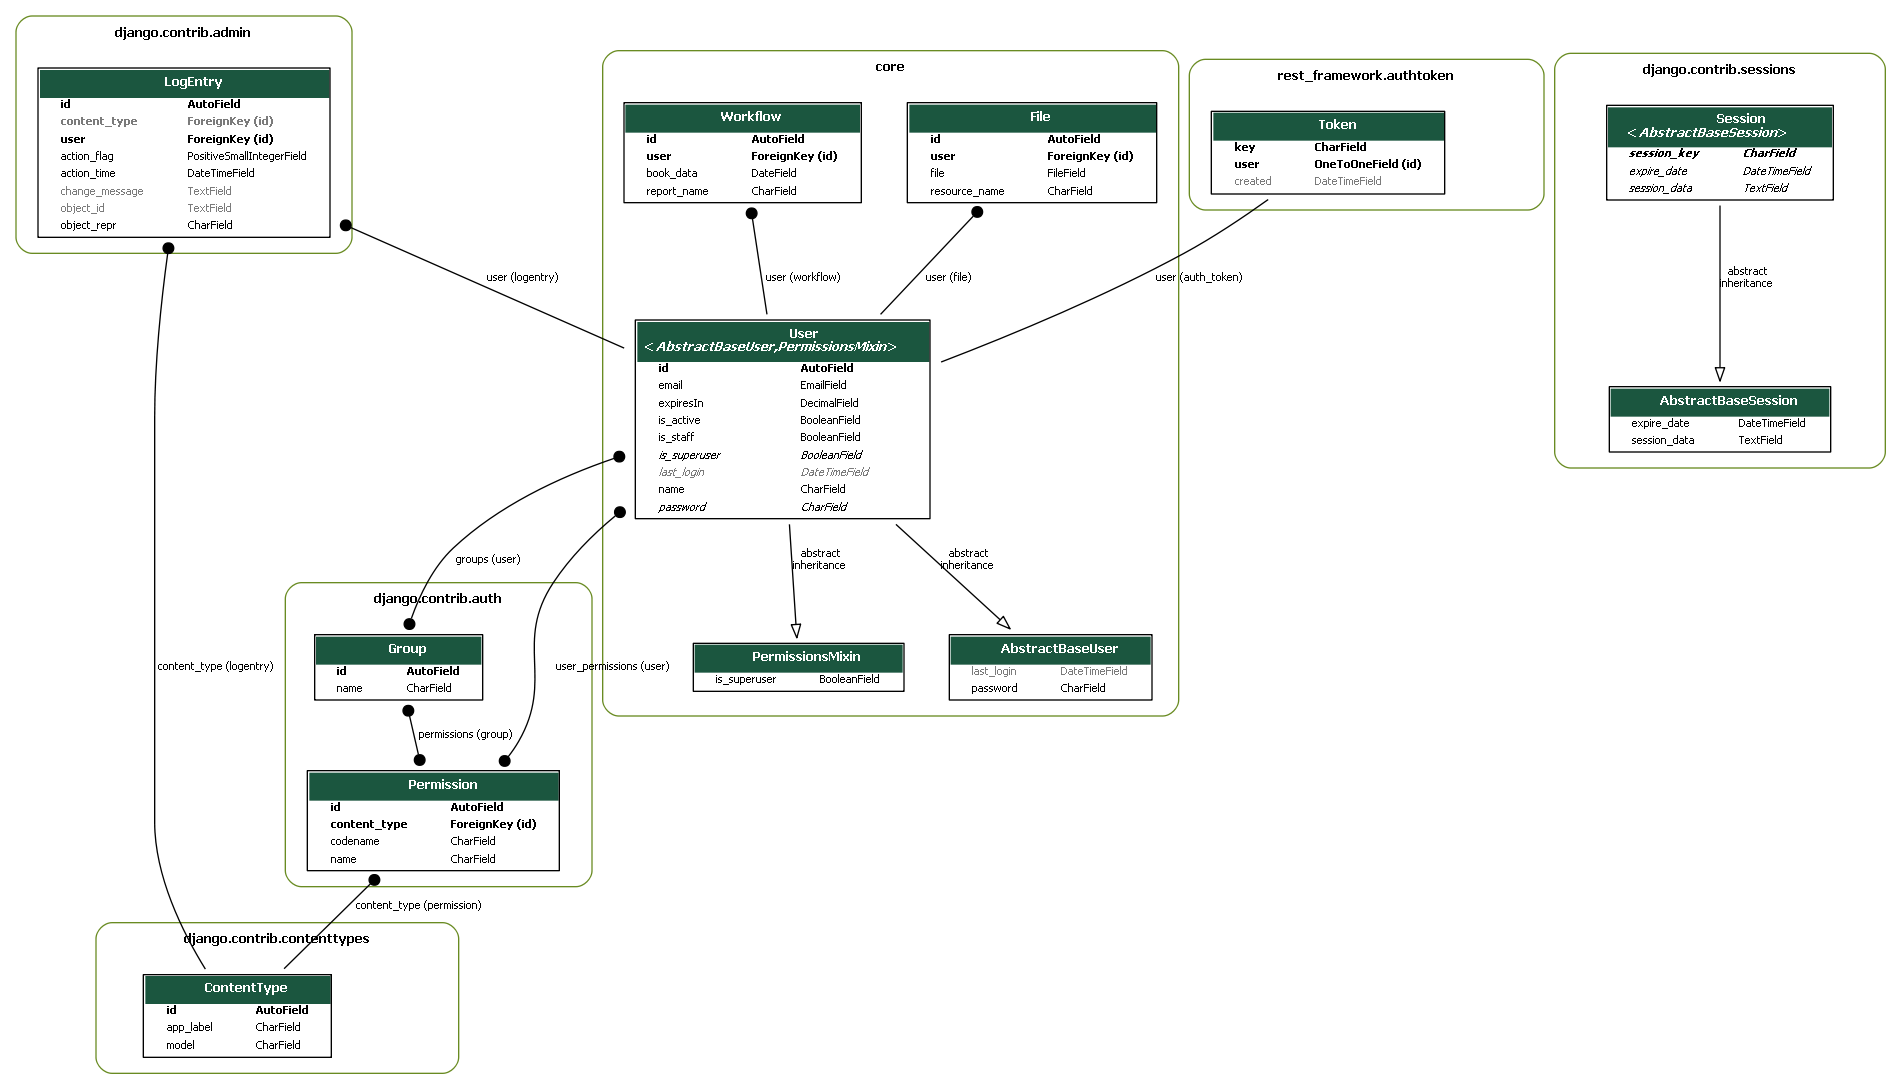 django.contrib.admin
LogEntry
id AutoField
content_type ForeignKey (id)
user ForeignKey (id)
action_flag PositiveSmallIntegerField
action_time DateTimeField
change_message TextField
object_id TextField
object_repr CharField
core
Workflow
id AutoField
user ForeignKey (id)
book_data DateField
report_name CharField
File
id AutoField
user ForeignKey (id)
file FileField
resource_name CharField
rest_framework.authtoken
Token
key CharField
user OneToOneField (id)
created DateTimeField
django.contrib.sessions
Session
<AbstractBaseSession>
session_key CharField
expire_date DateTimeField
session_data TextField
user (logentry)
user (workflow)
user (file)
user (auth_token)
abstract
inheritance
User
<AbstractBaseUser,PermissionsMixin>
id AutoField
email EmailField
expiresIn DecimalField
is_active BooleanField
is_staff BooleanField
is_superuser BooleanField
last_login DateTimeField
name CharField
password CharField
AbstractBaseSession
expire_date DateTimeField
session_data TextField
groups (user)
abstract
inheritance
abstract
inheritance
django.contrib.auth
Group
id AutoField
name CharField
content_type (logentry)
user_permissions (user)
PermissionsMixin
is_superuser BooleanField
AbstractBaseUser
last_login DateTimeField
password CharField
permissions (group)
Permission
id AutoField
content_type ForeignKey (id)
codename CharField
name CharField
content_type (permission)
django.contrib.contenttypes
ContentType
id AutoField
app_label CharField
model CharField